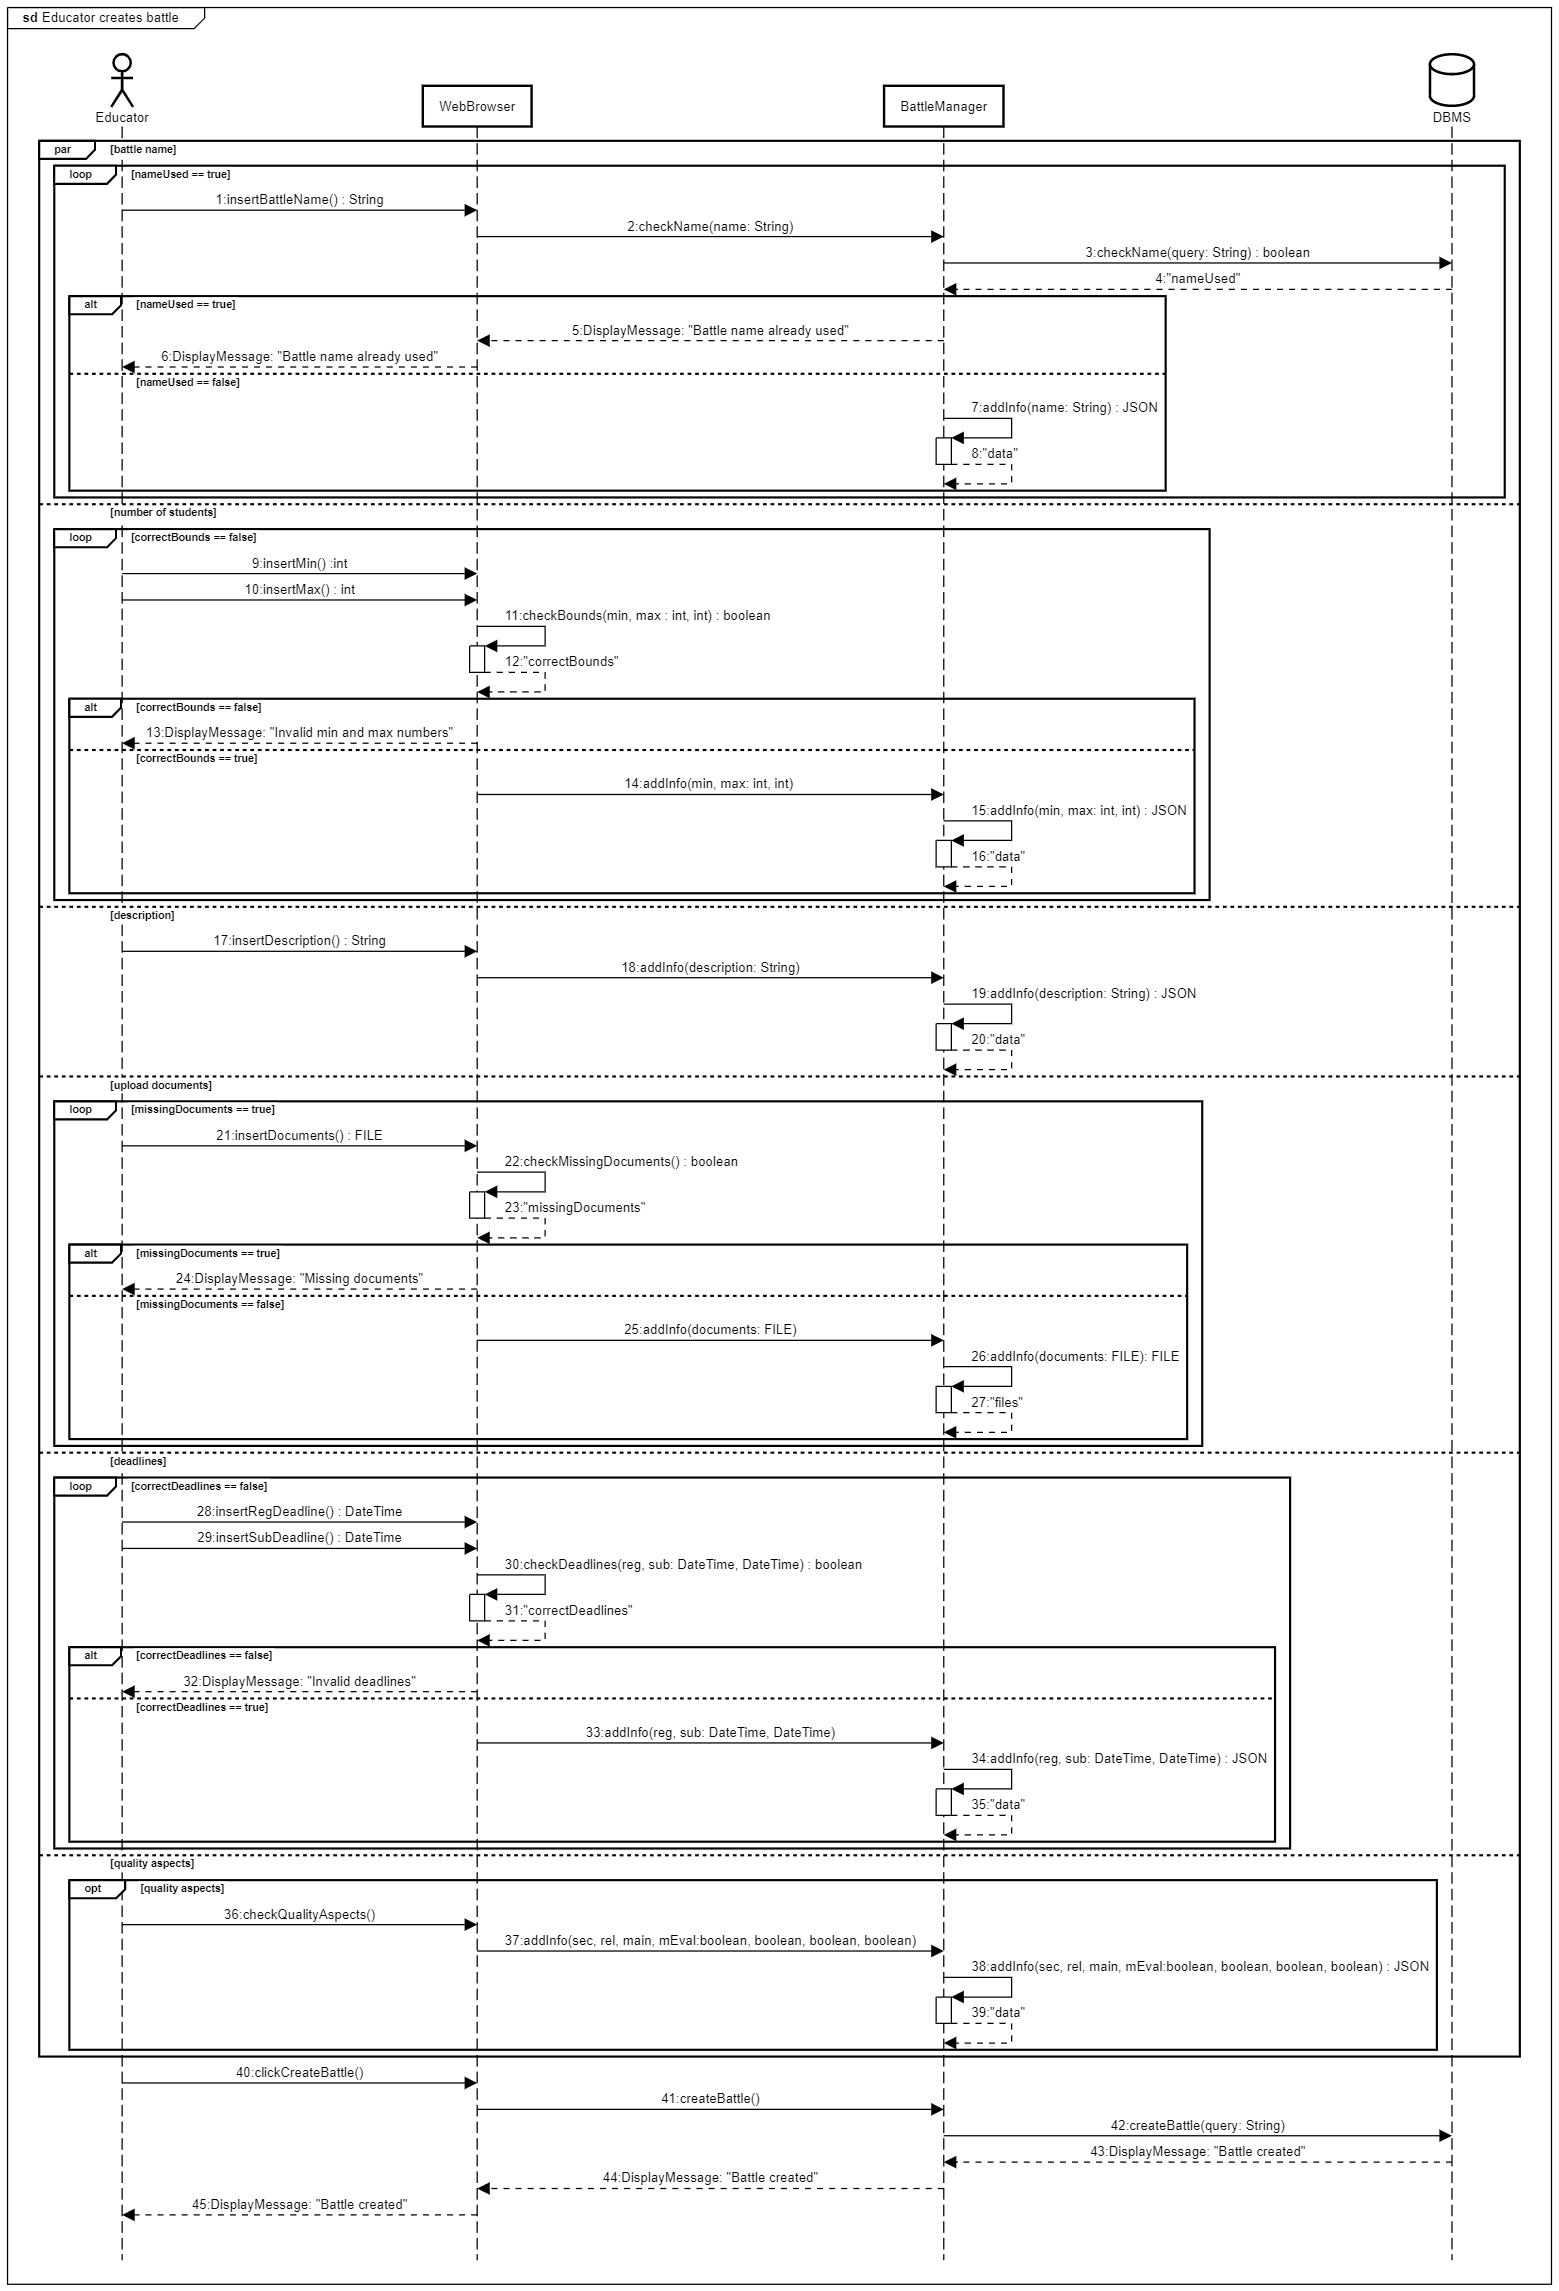 sd Educator creates battle
Educator
WebBrowser
BattleManager
DBMS
par [battle name]
loop [nameUsed == true]
1:insertBattleName() : String
2:checkName(name: String)
3:checkName(query: String) : boolean
4:"nameUsed"
alt [nameUsed == true]
5:DisplayMessage: "Battle name already used"
6:DisplayMessage: "Battle name already used"
[nameUsed == false]
7:addInfo(name: String) : JSON
8:"data"
[number of students]
loop [correctBounds == false]
9:insertMin() :int
10:insertMax() : int
11:checkBounds(min, max : int, int) : boolean
12:"correctBounds"
alt [correctBounds == false]
13:DisplayMessage: "Invalid min and max numbers"
[correctBounds == true]
14:addInfo(min, max: int, int)
15:addInfo(min, max: int, int) : JSON
16:"data"
[description]
17:insertDescription() : String
18:addInfo(description: String)
19:addInfo(description: String) : JSON
20:"data"
[upload documents]
loop [missingDocuments == true]
21:insertDocuments() : FILE
22:checkMissingDocuments() : boolean
23:"missingDocuments"
alt [missingDocuments == true]
24:DisplayMessage: "Missing documents"
[missingDocuments == false]
25:addInfo(documents: FILE)
26:addInfo(documents: FILE): FILE
27:"files"
[deadlines]
loop [correctDeadlines == false]
28:insertRegDeadline() : DateTime
29:insertSubDeadline() : DateTime
30:checkDeadlines(reg, sub: DateTime, DateTime) : boolean
31:"correctDeadlines"
alt [correctDeadlines == false]
32:DisplayMessage: "Invalid deadlines"
[correctDeadlines == true]
33:addInfo(reg, sub: DateTime, DateTime)
34:addInfo(reg, sub: DateTime, DateTime) : JSON
35:"data"
[quality aspects]
opt [quality aspects]
36:checkQualityAspects()
37:addInfo(sec, rel, main, mEval:boolean, boolean, boolean, boolean)
38:addInfo(sec, rel, main, mEval:boolean, boolean, boolean, boolean) : JSON
39:"data"
40:clickCreateBattle()
41:createBattle()
42:createBattle(query: String)
43:DisplayMessage: "Battle created"
44:DisplayMessage: "Battle created"
45:DisplayMessage: "Battle created"